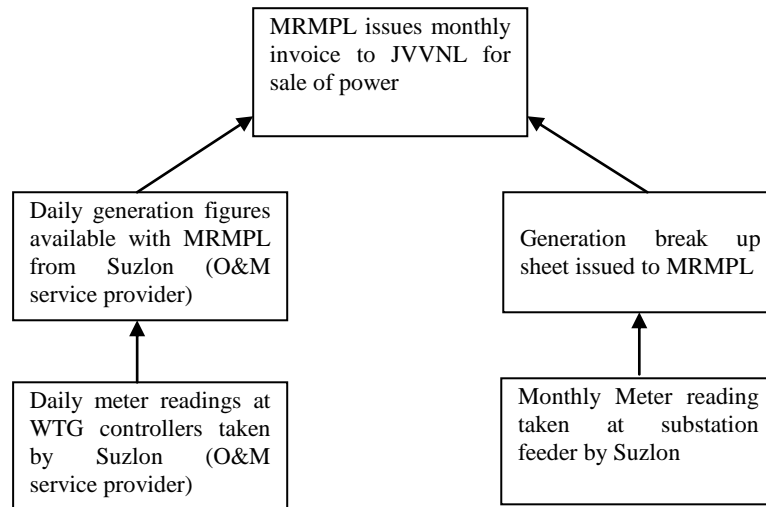 MRMPL issues monthly
invoice to JVVNL for
sale of power
Daily generation figures
available with MRMPL
from Suzlon (O&M
service provider)
Generation break up
sheet issued to MRMPL
Daily meter readings at
WTG controllers taken
by Suzlon (O&M
service provider)
Monthly Meter reading
taken at substation
feeder by Suzlon